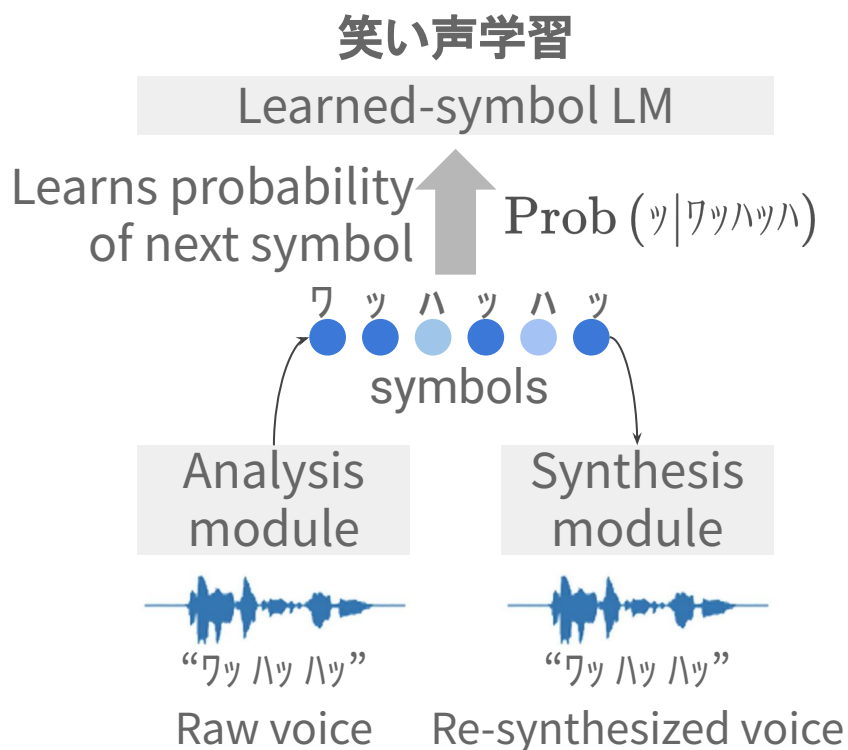 笑い声学習
Learned-symbol LM
Learns probability
of next symbol
Prob (ッ|ワッハッハ)
ワ ッ ハ ッ ハ ッ
symbols
Analysis
module
Synthesis
module
“ワッ ハッ ハッ”
“ワッ ハッ ハッ”
Raw voice
Re-synthesized voice